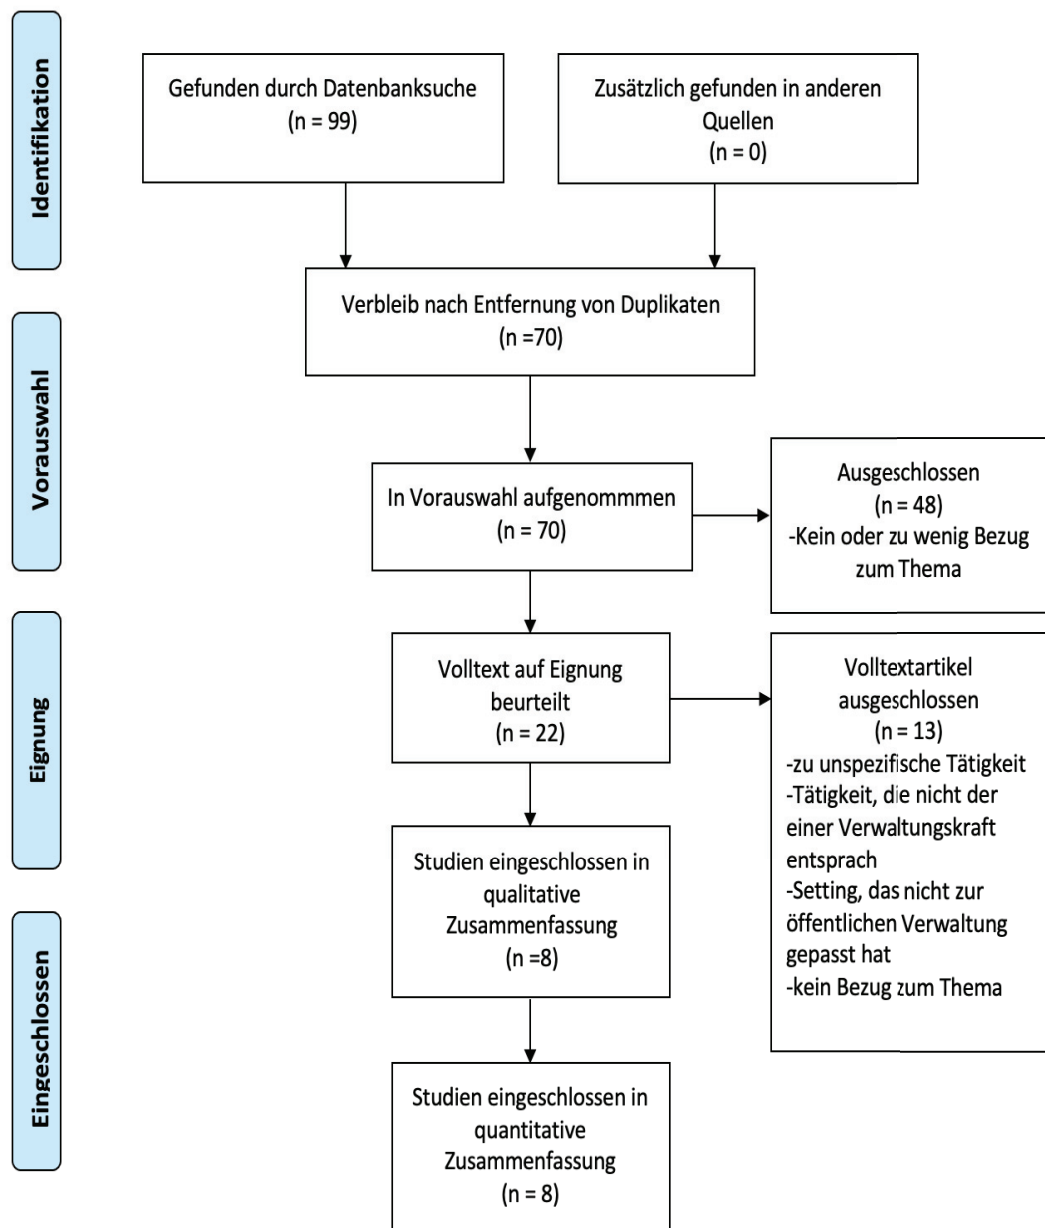 Identifikation
Gefunden durch Datenbanksuche
(n = 99)
Zusätzlich gefunden in anderen
Quellen
(n = 0)
Verbleib nach Entfernung von Duplikaten
(n =70)
Vorauswahl
In Vorauswahl aufgenommmen
(n = 70)
Ausgeschlossen
(n = 48)
-Kein oder zu wenig Bezug
zum Thema
Eignung
Volltext auf Eignung
beurteilt
(n = 22)
Volltextartikel
ausgeschlossen
(n = 13)
-zu unspezifische Tätigkeit
-Tätigkeit, die nicht der
einer Verwaltungskraft
entsprach
-Setting, das nicht zur
öffentlichen Verwaltung
gepasst hat
-kein Bezug zum Thema
Studien eingeschlossen in
qualitative
Zusammenfassung
(n =8)
Eingeschlossen
Studien eingeschlossen in
quantitative
Zusammenfassung
(n = 8)